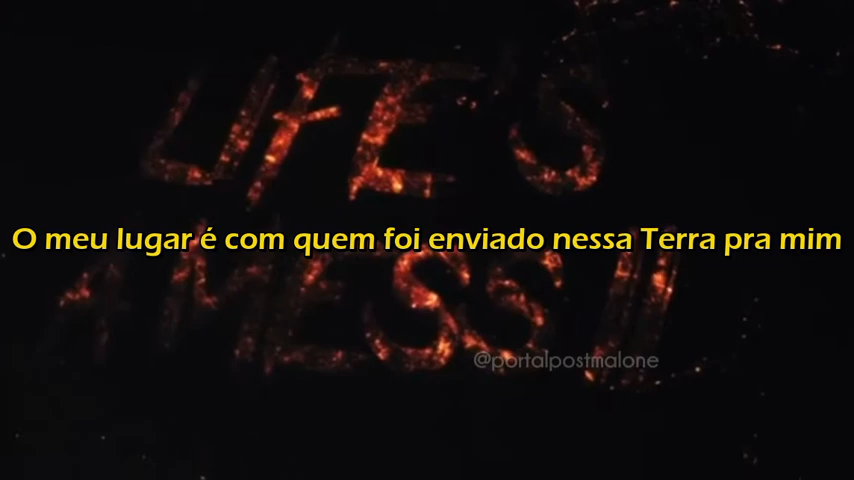 LIFE'S
O meu lugar é com quem foi enviado nessa Terra pra mim
A MESS II
@portalpostmalone